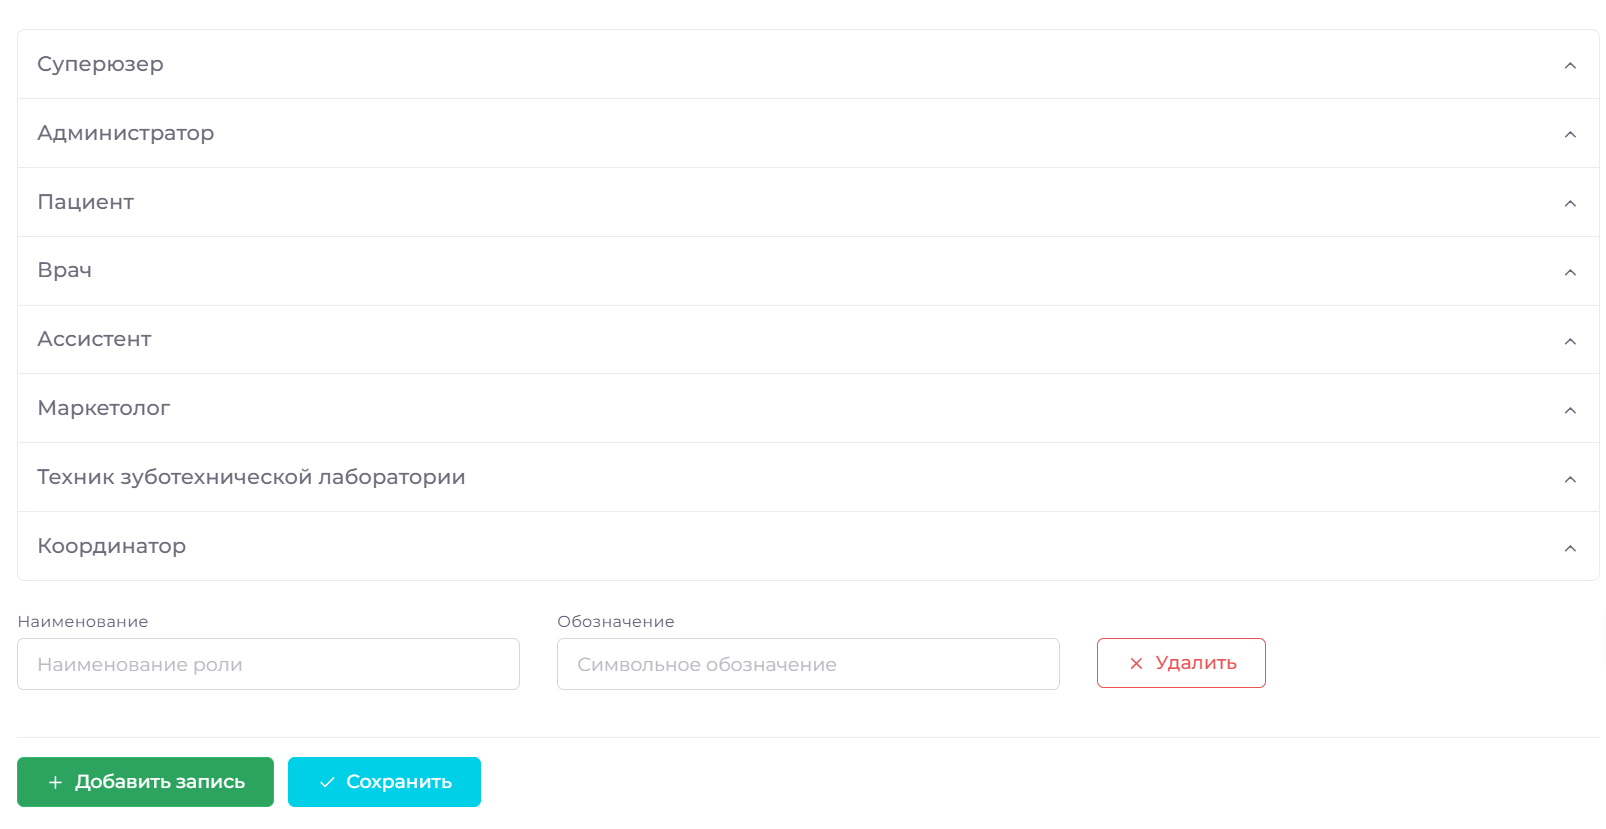 Суперюзер
Администратор
Пациент
Врач
Ассистент
Маркетолог
Техник зуботехнической лаборатории
Координатор
Наименование
Обозначение
Наименование роли
Символьное обозначение
Удалить
Добавить запись
Сохранить